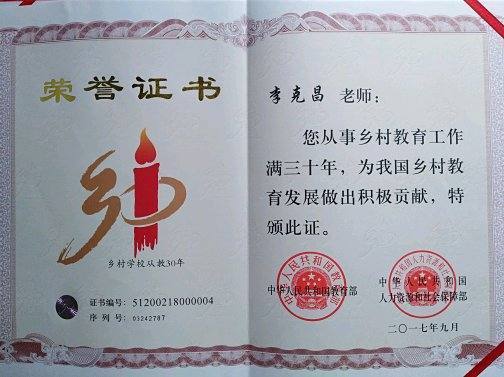 荣誉证书
乡村学校从教30年
证书编号：51200218000004
序列号：03242787
李克昌 老师：
您从事乡村教育工作
满三十年，为我国乡村教
育发展做出积极贡献，特
颁此证。
中华人民共和国教育部
中华人民共和国
人力资源和社会保障部
二〇一七年九月